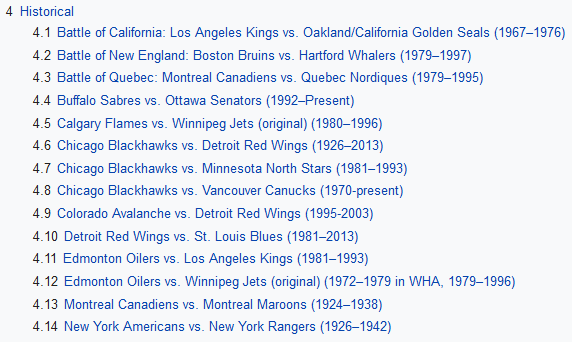 4 Historical
4.1 Battle of California: Los Angeles Kings vs. Oakland/California Golden Seals (1967–1976)
4.2 Battle of New England: Boston Bruins vs. Hartford Whalers (1979–1997)
4.3 Battle of Quebec: Montreal Canadiens vs. Quebec Nordiques (1979–1995)
4.4 Buffalo Sabres vs. Ottawa Senators (1992–Present)
4.5 Calgary Flames vs. Winnipeg Jets (original) (1980–1996)
4.6 Chicago Blackhawks vs. Detroit Red Wings (1926–2013)
4.7 Chicago Blackhawks vs. Minnesota North Stars (1981–1993)
4.8 Chicago Blackhawks vs. Vancouver Canucks (1970-present)
4.9 Colorado Avalanche vs. Detroit Red Wings (1995-2003)
4.10 Detroit Red Wings vs. St. Louis Blues (1981–2013)
4.11 Edmonton Oilers vs. Los Angeles Kings (1981–1993)
4.12 Edmonton Oilers vs. Winnipeg Jets (original) (1972–1979 in WHA, 1979–1996)
4.13 Montreal Canadiens vs. Montreal Maroons (1924–1938)
4.14 New York Americans vs. New York Rangers (1926–1942)